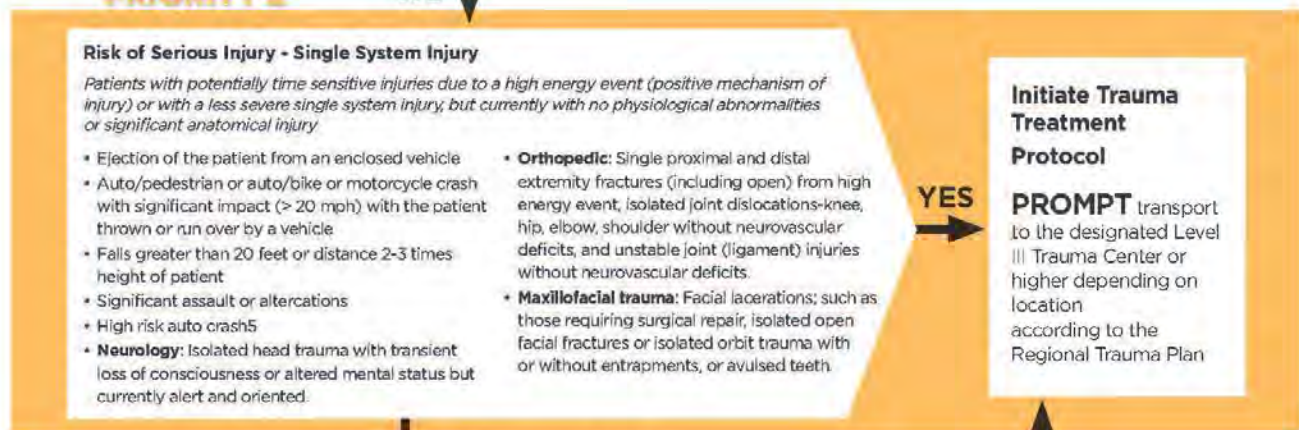 Risk of Serious Injury - Single System Injury
Patients with potentially time sensitive injuries due to a high energy event (positive mechanism of
injury) or with a less severe single system injury, but currently with no physiological abnormalities
or significant anatomical injury
• Ejection of the patient from an enclosed vehicle
• Auto/pedestrian or auto/bike or motorcycle crash
with significant impact (> 20 mph) with the patient
thrown or run over by a vehicle
• Falls greater than 20 feet or distance 2-3 times
height of patient
• Significant assault or altercations
• High risk auto crash5
• Neurology: Isolated head trauma with transient
loss of consciousness or altered mental status but
currently alert and oriented.
• Orthopedic: Single proximal and distal
extremity fractures (including open) from high
energy event, isolated joint dislocations-knee,
hip, elbow, shoulder without neurovascular
deficits, and unstable joint (ligament) injuries
without neurovascular deficits.
• Maxillofacial trauma: Facial lacerations; such as
those requiring surgical repair, isolated open
facial fractures or isolated orbit trauma with
or without entrapments, or avulsed teeth
YES
Initiate Trauma
Treatment
Protocol
PROMPT transport
to the designated Level
III Trauma Center or
higher depending on
location
according to the
Regional Trauma Plan